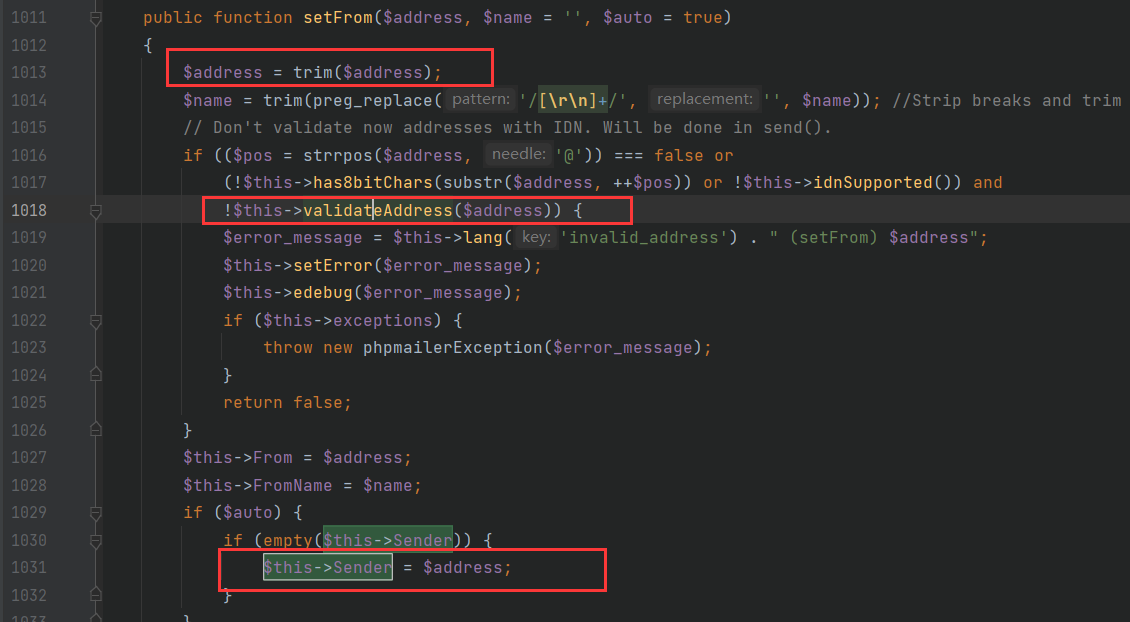 1011 public function setFrom($address, $name = '', $auto = true)
1012 {
1013 $address = trim($address);
1014 $name = trim(preg_replace( pattern: '/[\r\n]+/', replacement: '', $name)); //Strip breaks and trim
1015 // Don't validate now addresses with IDN. Will be done in send().
1016 if (($pos = strrpos($address, needle: '@')) === false or
1017 (!$this->has8bitChars(substr($address, ++$pos)) or !$this->idnSupported()) and
1018 !$this->validateAddress($address)) {
1019 $error_message = $this->lang( key: 'invalid_address') . " (setFrom) $address";
1020 $this->setError($error_message);
1021 $this->edebug($error_message);
1022 if ($this->exceptions) {
1023 throw new phpmailerException($error_message);
1024 }
1025 return false;
1026 }
1027 $this->From = $address;
1028 $this->FromName = $name;
1029 if ($auto) {
1030 if (empty($this->Sender)) {
1031 $this->Sender = $address;
1032 }
1033 }